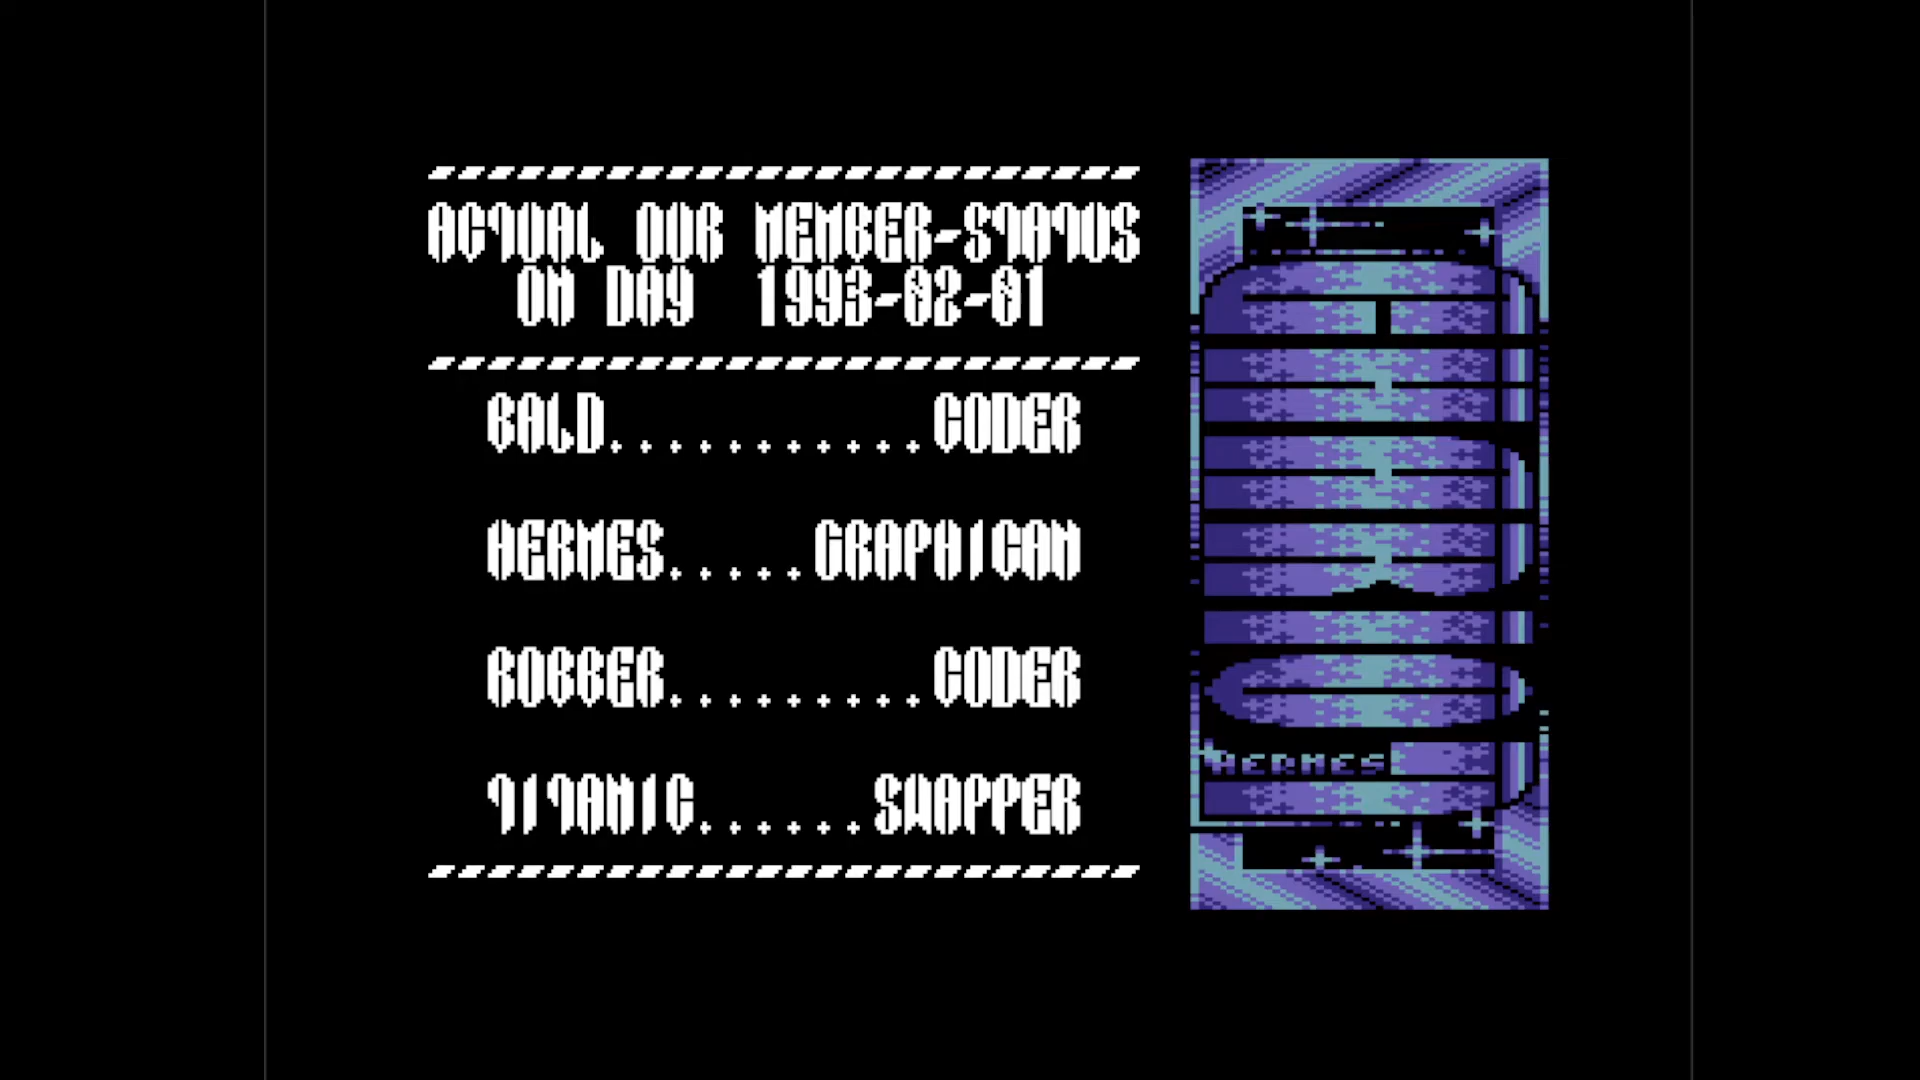 ACTUAL OUR MEMBER-STATUS
ON DAY 1993-02-01
BALD...........CODER
HERMES.....GRAPHICAN
ROBBER.........CODER
TITANIC......SWAPPER
HERMES